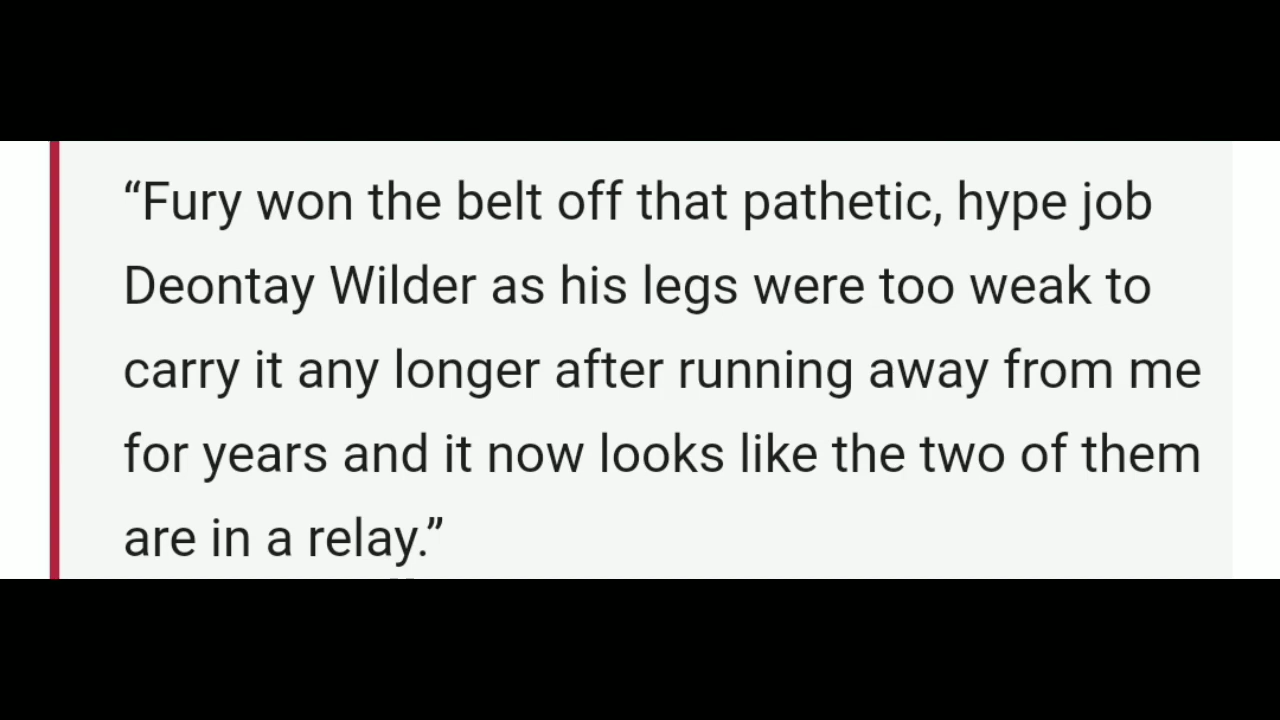 “Fury won the belt off that pathetic, hype job
Deontay Wilder as his legs were too weak to
carry it any longer after running away from me
for years and it now looks like the two of them
are in a relay.”